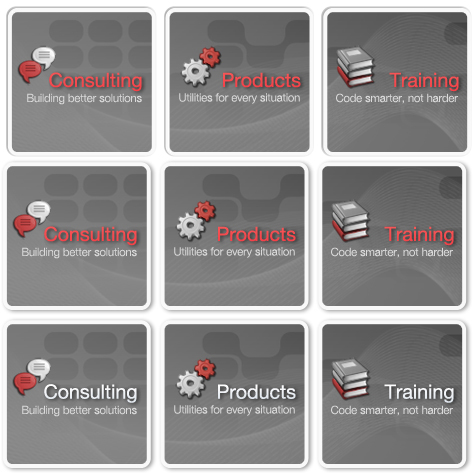 Consulting
Building better solutions
Products
Utilities for every situation
Training
Code smarter, not harder
Consulting
Building better solutions
Products
Utilities for every situation
Training
Code smarter, not harder
Consulting
Building better solutions
Products
Utilities for every situation
Training
Code smarter, not harder